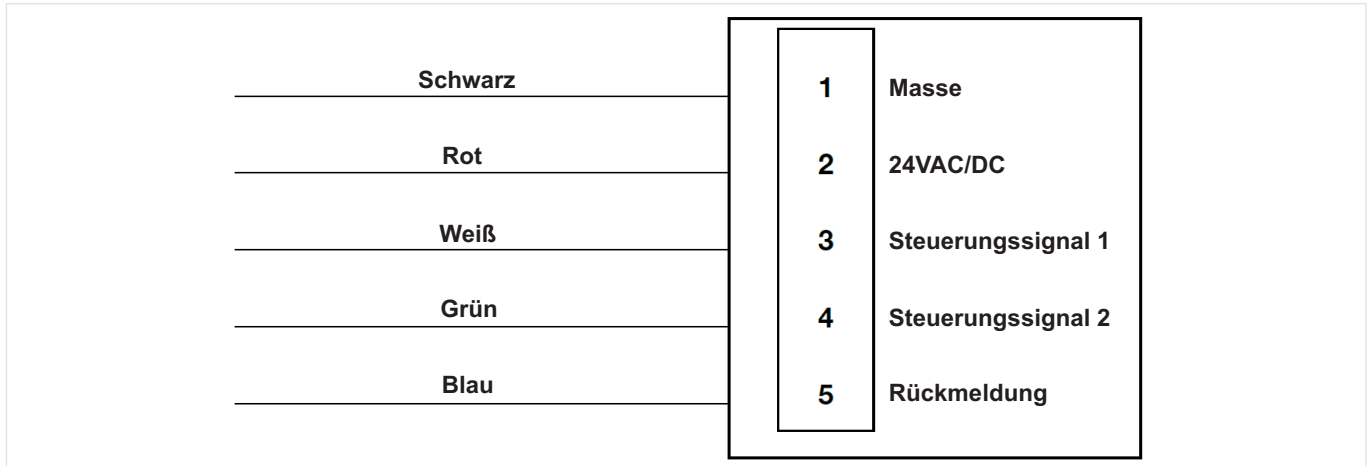 Schwarz 1 Masse
Rot 2 24VAC/DC
Weiß 3 Steuerungssignal 1
Grün 4 Steuerungssignal 2
Blau 5 Rückmeldung